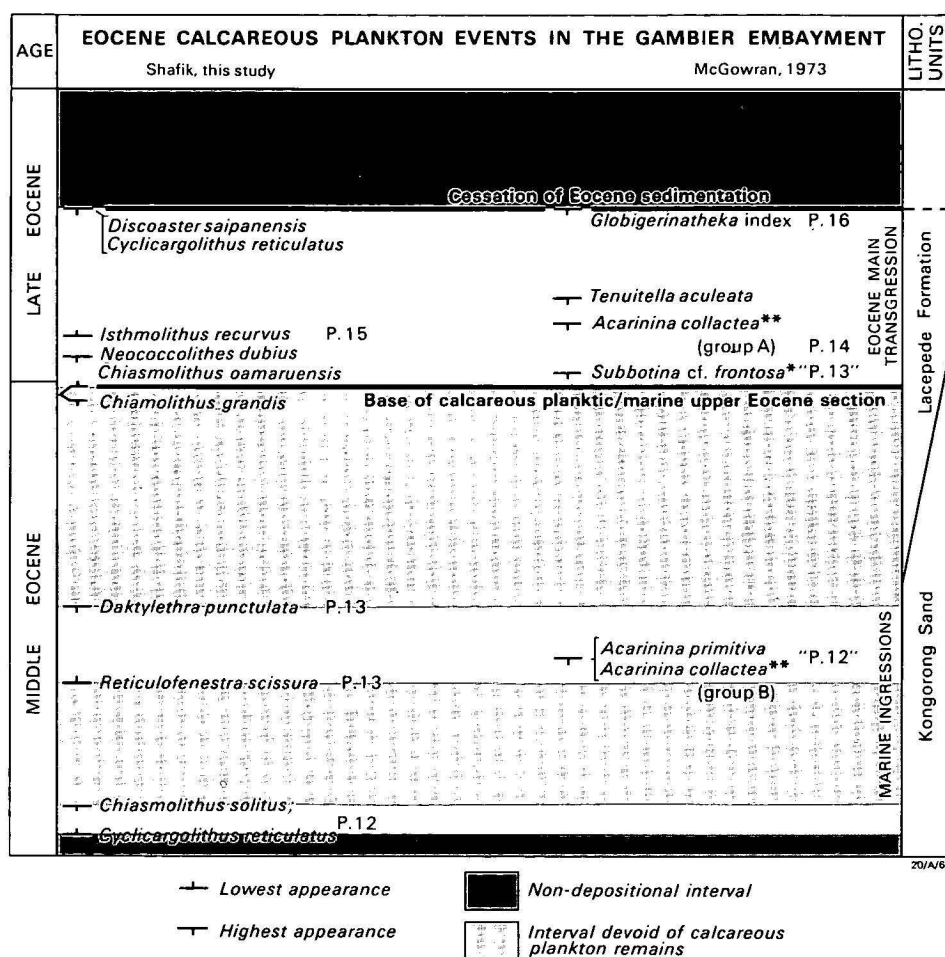 AGE
EOCENE CALCAREOUS PLANKTON EVENTS IN THE GAMBIER EMBAYMENT
Shafik, this study
McGowran, 1973
LITHO. UNITS
LATE EOCENE
MIDDLE EOCENE
Cessation of Eocene sedimentation
Discoaster saipanensis
Cyclicargolithus reticulatus
Globigerinatheka index P.16
Tenuitella aculeata
Isthmolithus recurvus P.15
Acarinina collactea**
(group A) P.14
Neococcolithes dubius
Chiasmolithus oamaruensis
Subbotina cf. frontosa* "P.13"
Chiamolithus grandis
Base of calcareous planktic/marine upper Eocene section
Daktylethra punctulata P.13
Acarinina primitiva
Acarinina collactea**
"P.12"
(group B)
Reticulofenestra scissura P.13
Chiasmolithus solitus;
Cyclicargolithus reticulatus
P.12
EOCENE MAIN
TRANSGRESSION
MARINE INGRESSIONS
Lacepede Formation
Kongorong Sand
20/A/6
Lowest appearance
Highest appearance
Non-depositional interval
Interval devoid of calcareous
plankton remains